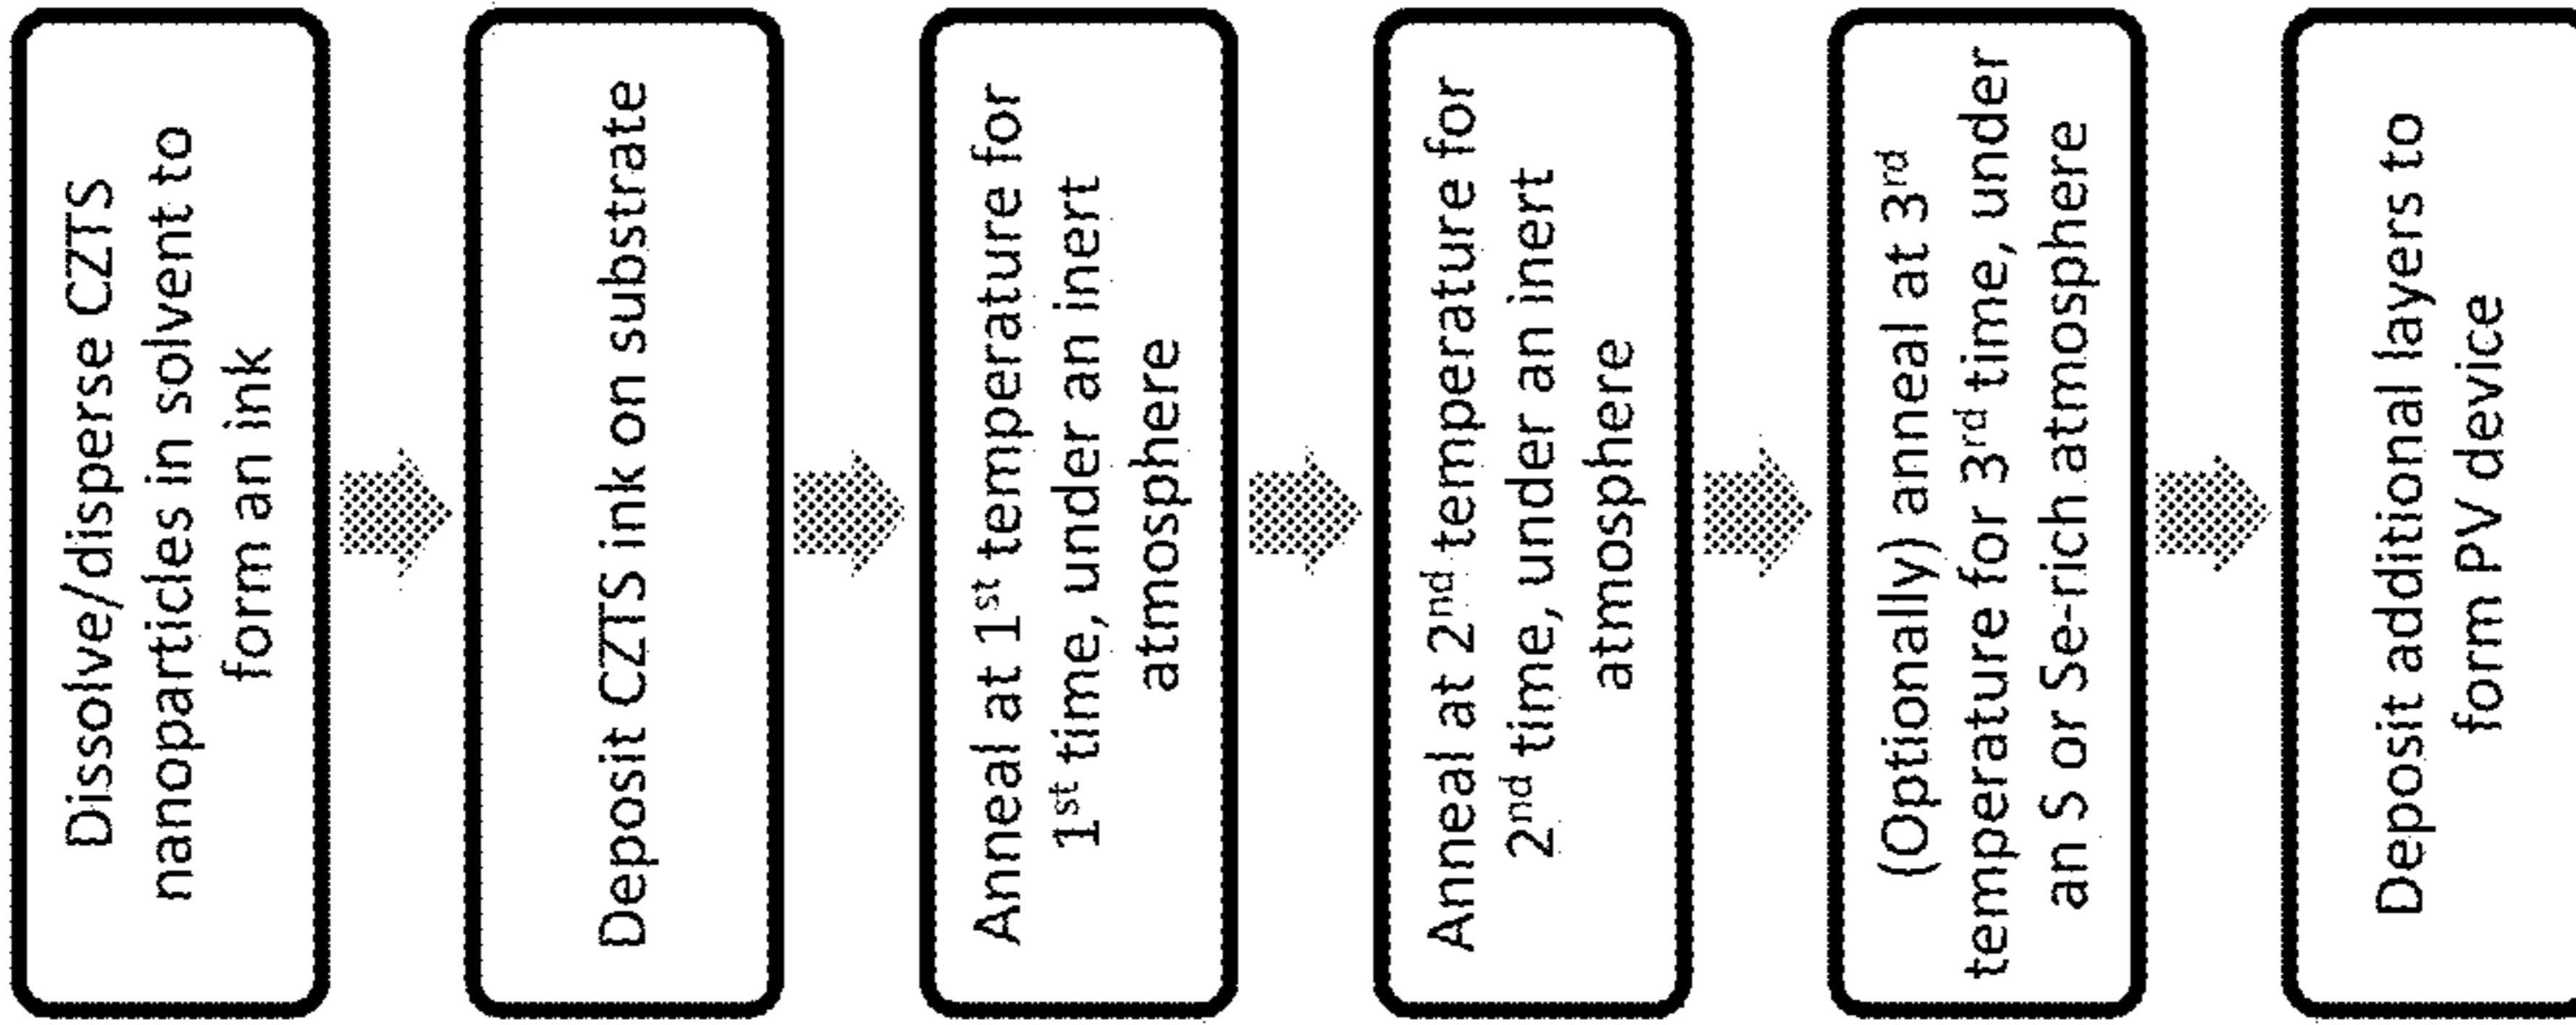 Dissolve/disperse CZTS
nanoparticles in solvent to
form an ink
Deposit CZTS ink on substrate
Anneal at 1st temperature for
1st time, under an inert
atmosphere
Anneal at 2nd temperature for
2nd time, under an inert
atmosphere
(Optionally) anneal at 3rd
temperature for 3rd time, under
an S or Se-rich atmosphere
Deposit additional layers to
form PV device